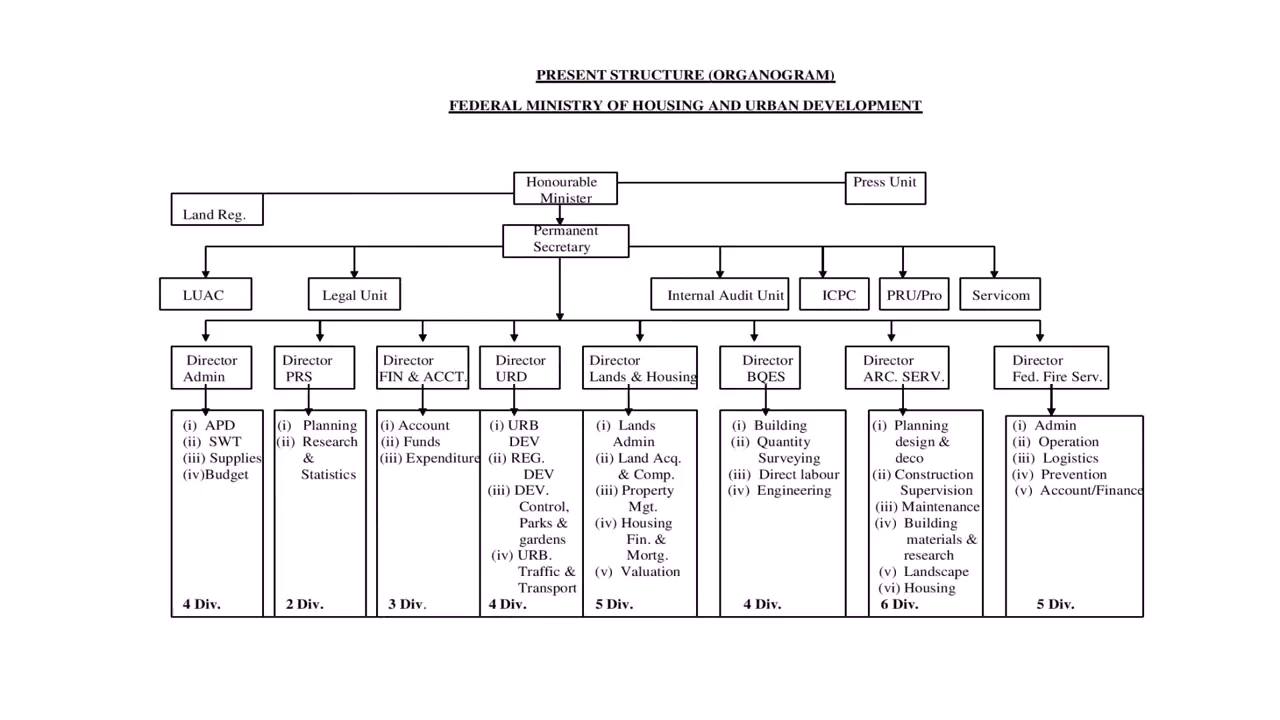 PRESENT STRUCTURE (ORGANOGRAM)
FEDERAL MINISTRY OF HOUSING AND URBAN DEVELOPMENT
Honourable
Minister
Press Unit
Land Reg.
Permanent
Secretary
LUAC
Legal Unit
Internal Audit Unit
ICPC
PRU/Pro
Servicom
Director
Admin
Director
PRS
Director
FIN & ACCT.
Director
URD
Director
Lands & Housing
Director
BQES
Director
ARC. SERV.
Director
Fed. Fire Serv.
(i) APD
(ii) SWT
(iii) Supplies
(iv)Budget
4 Div.
(i) Planning
(ii) Research
&
Statistics
2 Div.
(i) Account
(ii) Funds
(iii) Expenditure
3 Div.
(i) URB
DEV
(ii) REG.
DEV
(iii) DEV.
Control,
Parks &
gardens
(iv) URB.
Traffic &
Transport
4 Div.
(i) Lands
Admin
(ii) Land Acq.
& Comp.
(iii) Property
Mgt.
(iv) Housing
Fin. &
Mortg.
(v) Valuation
5 Div.
(i) Building
(ii) Quantity
Surveying
(iii) Direct labour
(iv) Engineering
4 Div.
(i) Planning
design &
deco
(ii) Construction
Supervision
(iii) Maintenance
(iv) Building
materials &
research
(v) Landscape
(vi) Housing
6 Div.
(i) Admin
(ii) Operation
(iii) Logistics
(iv) Prevention
(v) Account/Finance
5 Div.